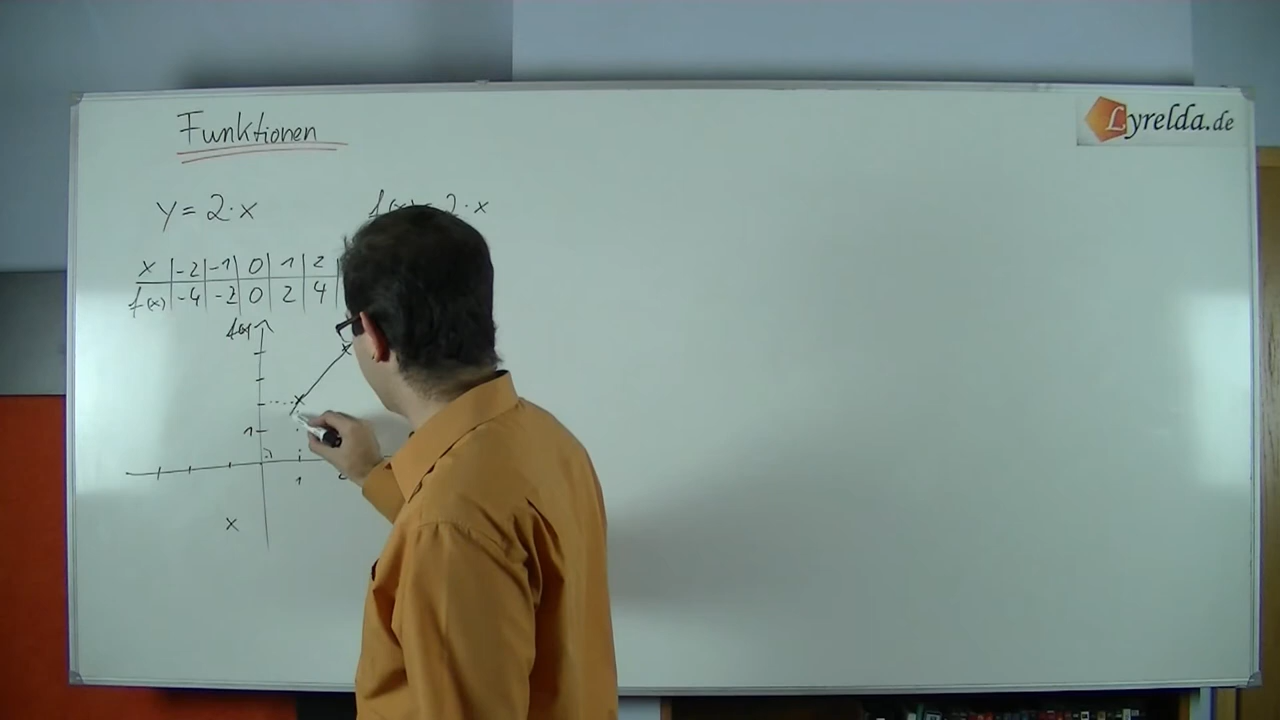 Funktionen
Lyrelda.de
y = 2·x
f(x) = 2·x
x | -2 | -1 | 0 | 1 | 2
f(x) | -4 | -2 | 0 | 2 | 4
f(x)
1
1